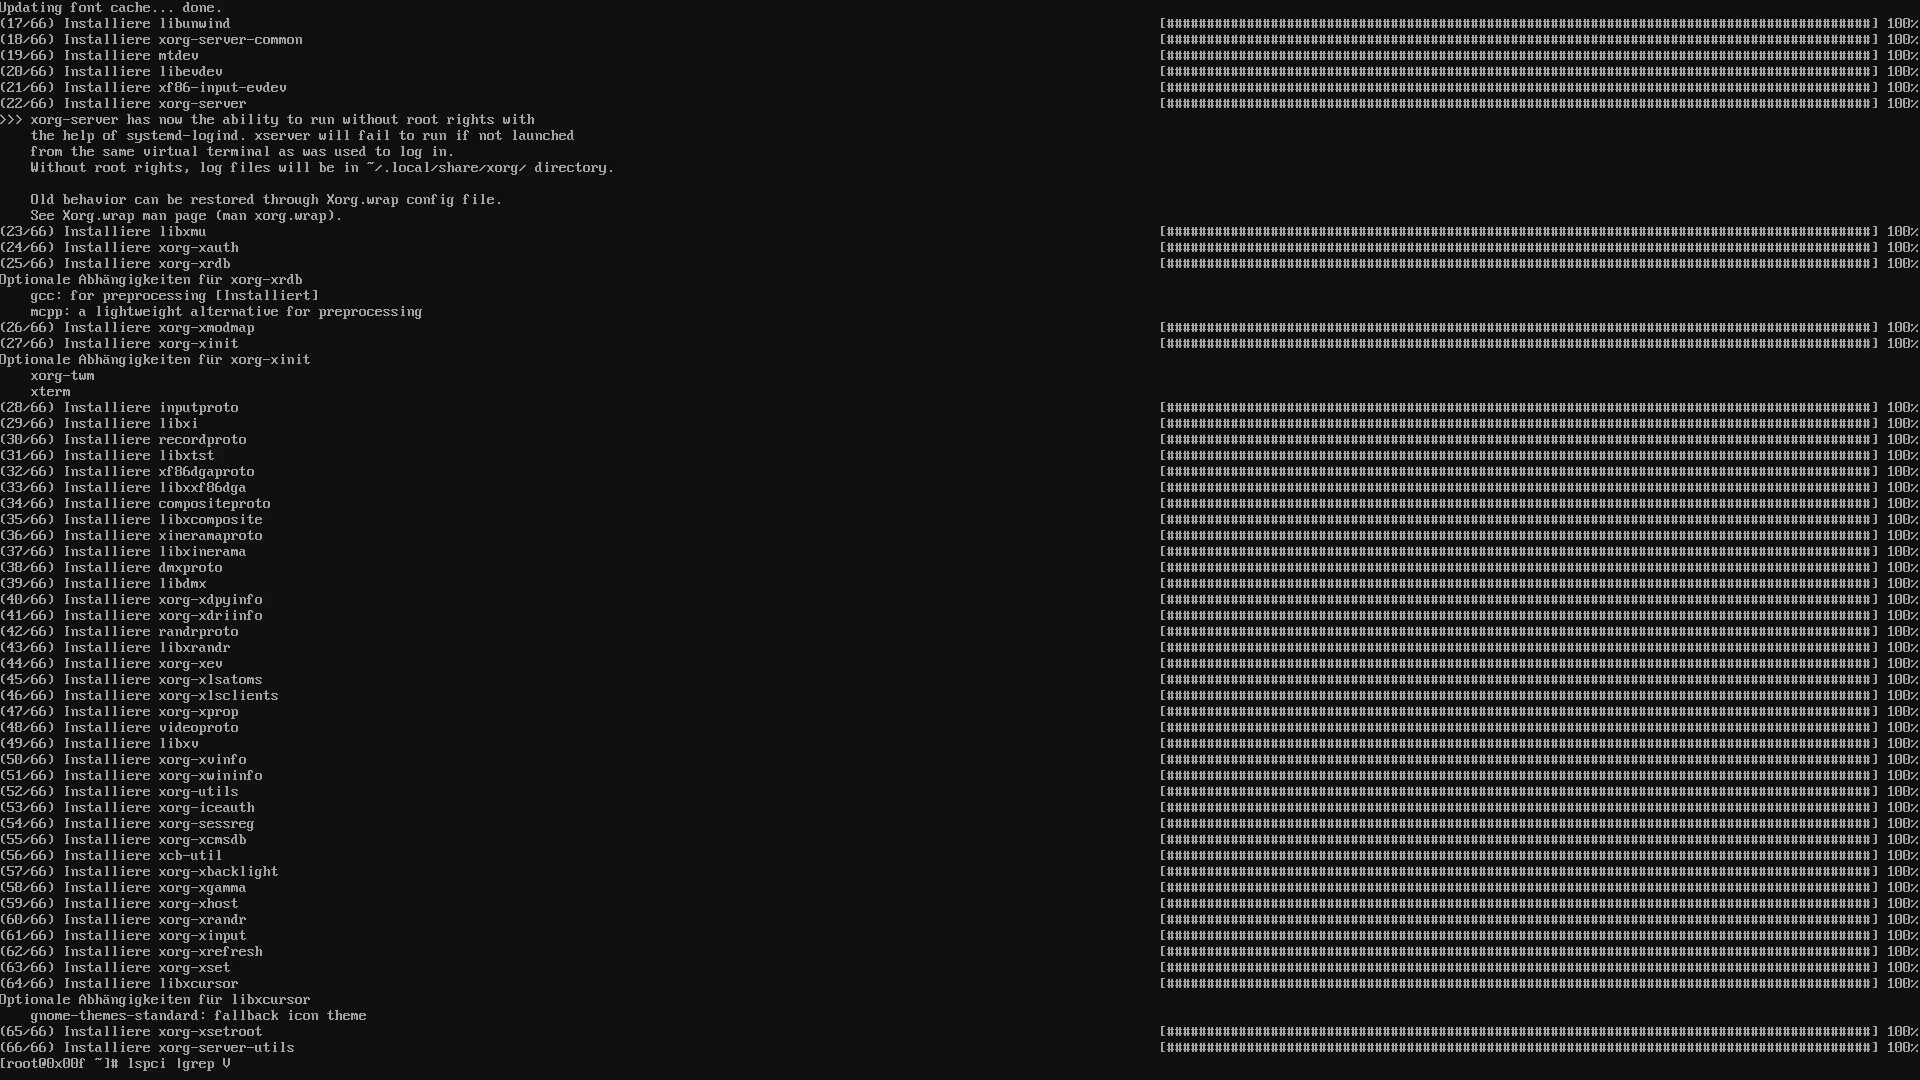 Updating font cache... done.
(17/66) Installiere libunwind [##########################################################################################] 100%
(18/66) Installiere xorg-server-common [##########################################################################################] 100%
(19/66) Installiere mtdev [##########################################################################################] 100%
(20/66) Installiere libevdev [##########################################################################################] 100%
(21/66) Installiere xf86-input-evdev [##########################################################################################] 100%
(22/66) Installiere xorg-server [##########################################################################################] 100%
>>> xorg-server has now the ability to run without root rights with
the help of systemd-logind. xserver will fail to run if not launched
from the same virtual terminal as was used to log in.
Without root rights, log files will be in ~/.local/share/xorg/ directory.
Old behavior can be restored through Xorg.wrap config file.
See Xorg.wrap man page (man xorg.wrap).
(23/66) Installiere libxmu [##########################################################################################] 100%
(24/66) Installiere xorg-xauth [##########################################################################################] 100%
(25/66) Installiere xorg-xrdb [##########################################################################################] 100%
Optionale Abhängigkeiten für xorg-xrdb
gcc: for preprocessing [Installiert]
mcpp: a lightweight alternative for preprocessing
(26/66) Installiere xorg-xmodmap [##########################################################################################] 100%
(27/66) Installiere xorg-xinit [##########################################################################################] 100%
Optionale Abhängigkeiten für xorg-xinit
xorg-twm
xterm
(28/66) Installiere inputproto [##########################################################################################] 100%
(29/66) Installiere libxi [##########################################################################################] 100%
(30/66) Installiere recordproto [##########################################################################################] 100%
(31/66) Installiere libxtst [##########################################################################################] 100%
(32/66) Installiere xf86dgaproto [##########################################################################################] 100%
(33/66) Installiere libxxf86dga [##########################################################################################] 100%
(34/66) Installiere compositeproto [##########################################################################################] 100%
(35/66) Installiere libxcomposite [##########################################################################################] 100%
(36/66) Installiere xineramaproto [##########################################################################################] 100%
(37/66) Installiere libxinerama [##########################################################################################] 100%
(38/66) Installiere dmxproto [##########################################################################################] 100%
(39/66) Installiere libdmx [##########################################################################################] 100%
(40/66) Installiere xorg-xdpyinfo [##########################################################################################] 100%
(41/66) Installiere xorg-xdriinfo [##########################################################################################] 100%
(42/66) Installiere randrproto [##########################################################################################] 100%
(43/66) Installiere libxrandr [##########################################################################################] 100%
(44/66) Installiere xorg-xev [##########################################################################################] 100%
(45/66) Installiere xorg-xlsatoms [##########################################################################################] 100%
(46/66) Installiere xorg-xlsclients [##########################################################################################] 100%
(47/66) Installiere xorg-xprop [##########################################################################################] 100%
(48/66) Installiere videoproto [##########################################################################################] 100%
(49/66) Installiere libxv [##########################################################################################] 100%
(50/66) Installiere xorg-xvinfo [##########################################################################################] 100%
(51/66) Installiere xorg-xwininfo [##########################################################################################] 100%
(52/66) Installiere xorg-utils [##########################################################################################] 100%
(53/66) Installiere xorg-iceauth [##########################################################################################] 100%
(54/66) Installiere xorg-sessreg [##########################################################################################] 100%
(55/66) Installiere xorg-xcmsdb [##########################################################################################] 100%
(56/66) Installiere xcb-util [##########################################################################################] 100%
(57/66) Installiere xorg-xbacklight [##########################################################################################] 100%
(58/66) Installiere xorg-xgamma [##########################################################################################] 100%
(59/66) Installiere xorg-xhost [##########################################################################################] 100%
(60/66) Installiere xorg-xrandr [##########################################################################################] 100%
(61/66) Installiere xorg-xinput [##########################################################################################] 100%
(62/66) Installiere xorg-xrefresh [##########################################################################################] 100%
(63/66) Installiere xorg-xset [##########################################################################################] 100%
(64/66) Installiere libxcursor [##########################################################################################] 100%
Optionale Abhängigkeiten für libxcursor
gnome-themes-standard: fallback icon theme
(65/66) Installiere xorg-xsetroot [##########################################################################################] 100%
(66/66) Installiere xorg-server-utils [##########################################################################################] 100%
[root@0x00f ~]# lspci |grep V